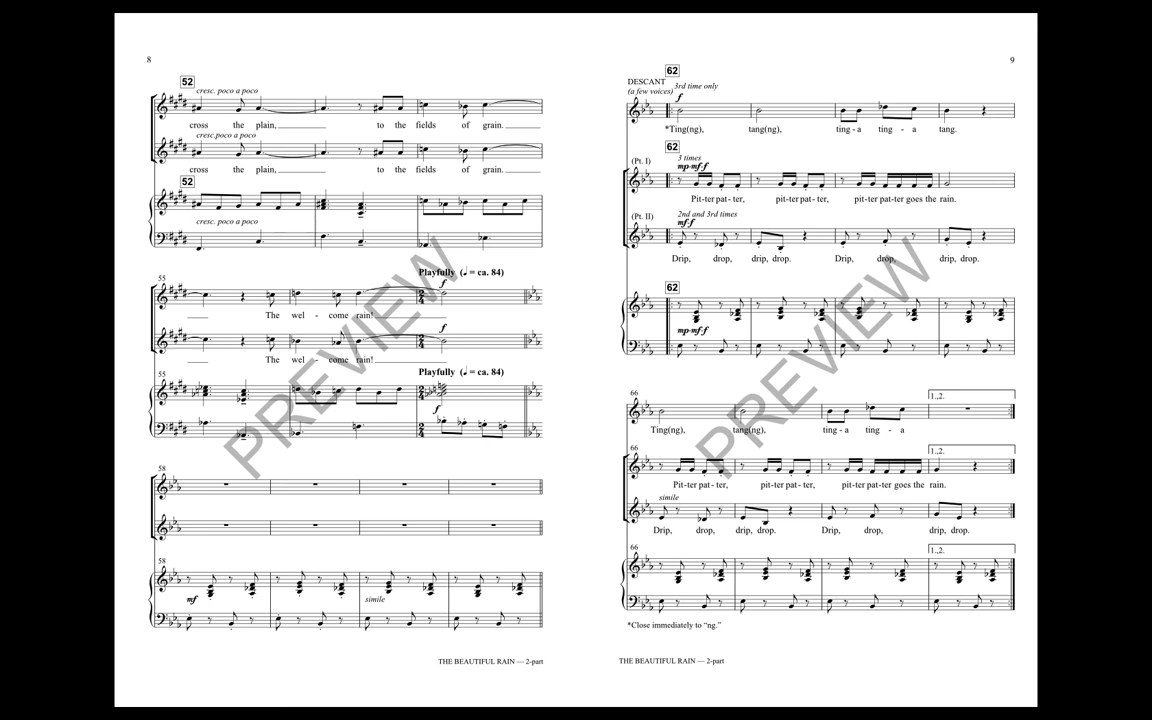 8
52
cresc. poco a poco
cross the plain, to the fields of grain.
cresc.poco a poco
cross the plain, to the fields of grain.
52
cresc. poco a poco
Playfully (♩ = ca. 84)
55
f
The wel - come rain!
f
The wel - come rain!
Playfully (♩ = ca. 84)
55
f
58
58
mf
simile
PREVIEW
THE BEAUTIFUL RAIN — 2-part
9
62
DESCANT
(a few voices)
3rd time only
f
*Ting(ng), tang(ng), ting - a ting - a tang.
62
(Pt. I)
3 times
mp-mf-f
Pit-ter pat-ter, pit-ter pat-ter, pit-ter pat-ter goes the rain.
(Pt. II)
2nd and 3rd times
mf-f
Drip, drop, drip, drop. Drip, drop, drip, drop.
62
mp-mf-f
66
1.,2.
Ting(ng), tang(ng), ting - a ting - a
66
1.,2.
Pit-ter pat-ter, pit-ter pat-ter, pit-ter pat-ter goes the rain.
simile
Drip, drop, drip, drop. Drip, drop, drip, drop.
66
1.,2.
*Close immediately to “ng.”
PREVIEW
THE BEAUTIFUL RAIN — 2-part